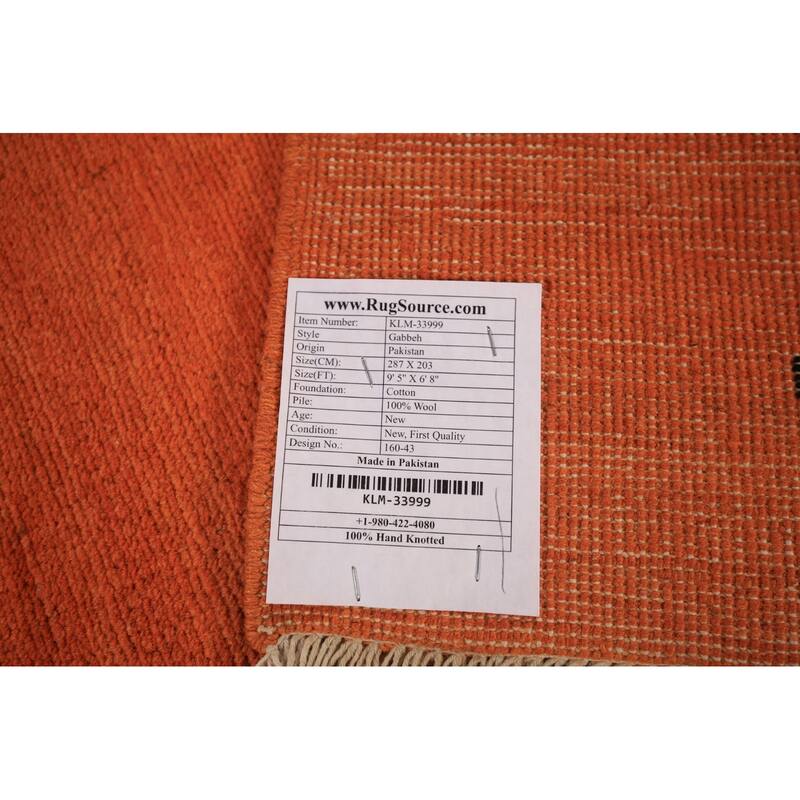 www.RugSource.com
Item Number: KLM-33999
Style Gabbeh
Origin Pakistan
Size(CM): 287 X 203
Size(FT): 9' 5" X 6' 8"
Foundation: Cotton
Pile: 100% Wool
Age: New
Condition: New, First Quality
Design No.: 160-43
Made in Pakistan
KLM-33999
+1-980-422-4080
100% Hand Knotted